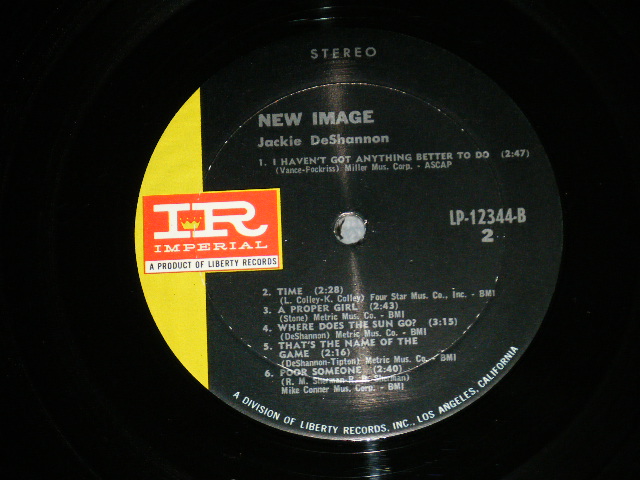 STEREO
NEW IMAGE
Jackie DeShannon
1. I HAVEN'T GOT ANYTHING BETTER TO DO (2:47)
(Vance-Pockriss) Miller Mus. Corp. - ASCAP
IR
IMPERIAL
A PRODUCT OF LIBERTY RECORDS
LP-12344-B
2
2. TIME (2:28)
(L. Colley-K. Colley) Four Star Mus. Co., Inc. - BMI
3. A PROPER GIRL (2:43)
(Stone) Metric Mus. Co. - BMI
4. WHERE DOES THE SUN GO? (3:15)
(DeShannon) Metric Mus. Co. - BMI
5. THAT'S THE NAME OF THE
GAME (2:16)
(DeShannon-Tipton) Metric Mus. Co. - BMI
6. POOR SOMEONE (2:40)
(R. M. Sherman-R. B. Sherman)
Mike Conner Mus. Corp. - BMI
A DIVISION OF LIBERTY RECORDS, INC., LOS ANGELES, CALIFORNIA